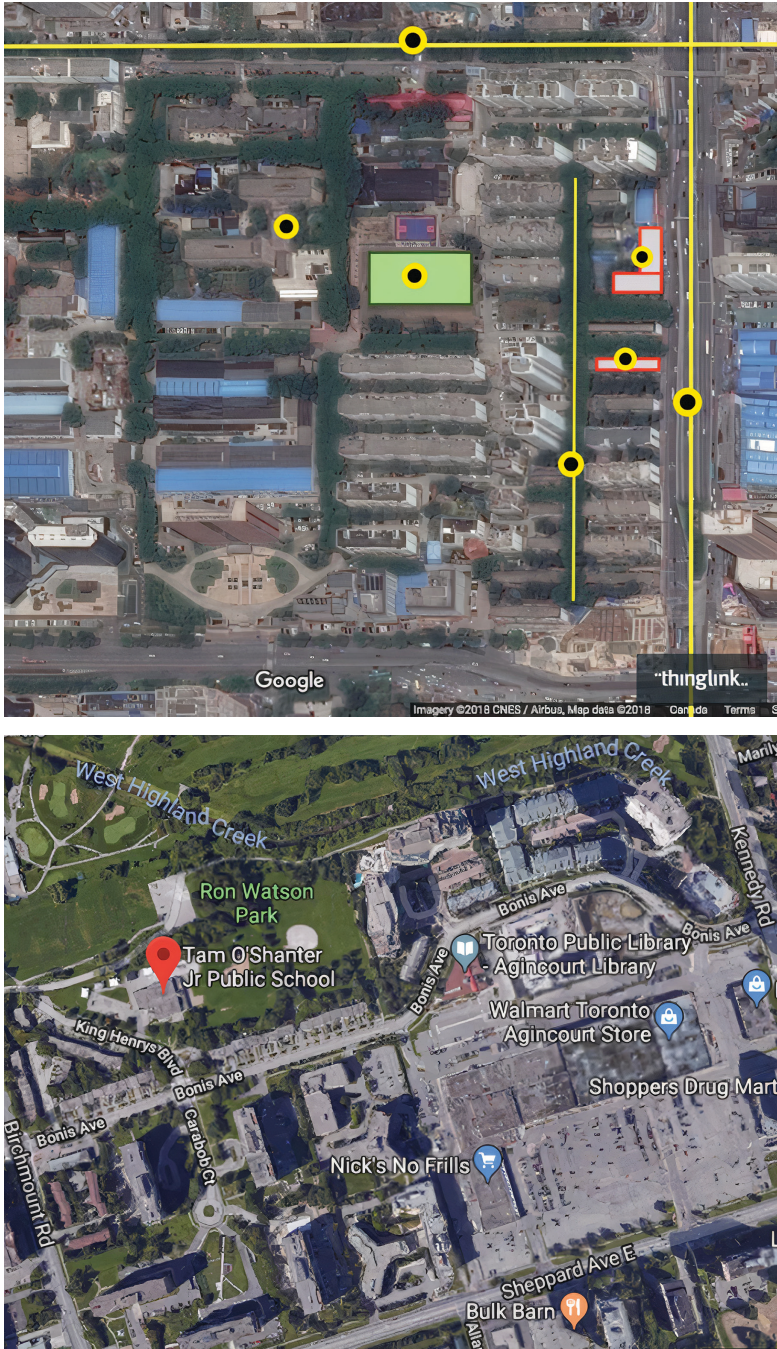 Google
¨thinglink..
Imagery ©2018 CNES / Airbus, Map data ©2018
Canada
Terms
S
West Highland Creek
West Highland Creek
Maril
Kennedy Rd
Ron Watson
Park
Bonis Ave
Bonis Ave
Tam O'Shanter
Jr Public School
Toronto Public Library
- Agincourt Library
Bonis Ave
Walmart Toronto
Agincourt Store
King Henrys Blvd
Shoppers Drug Mart
Bonis Ave
Bonis Ave
Carabob Ct
Birchmount Rd
Nick's No Frills
Sheppard Ave E
Bulk Barn
Alla
L